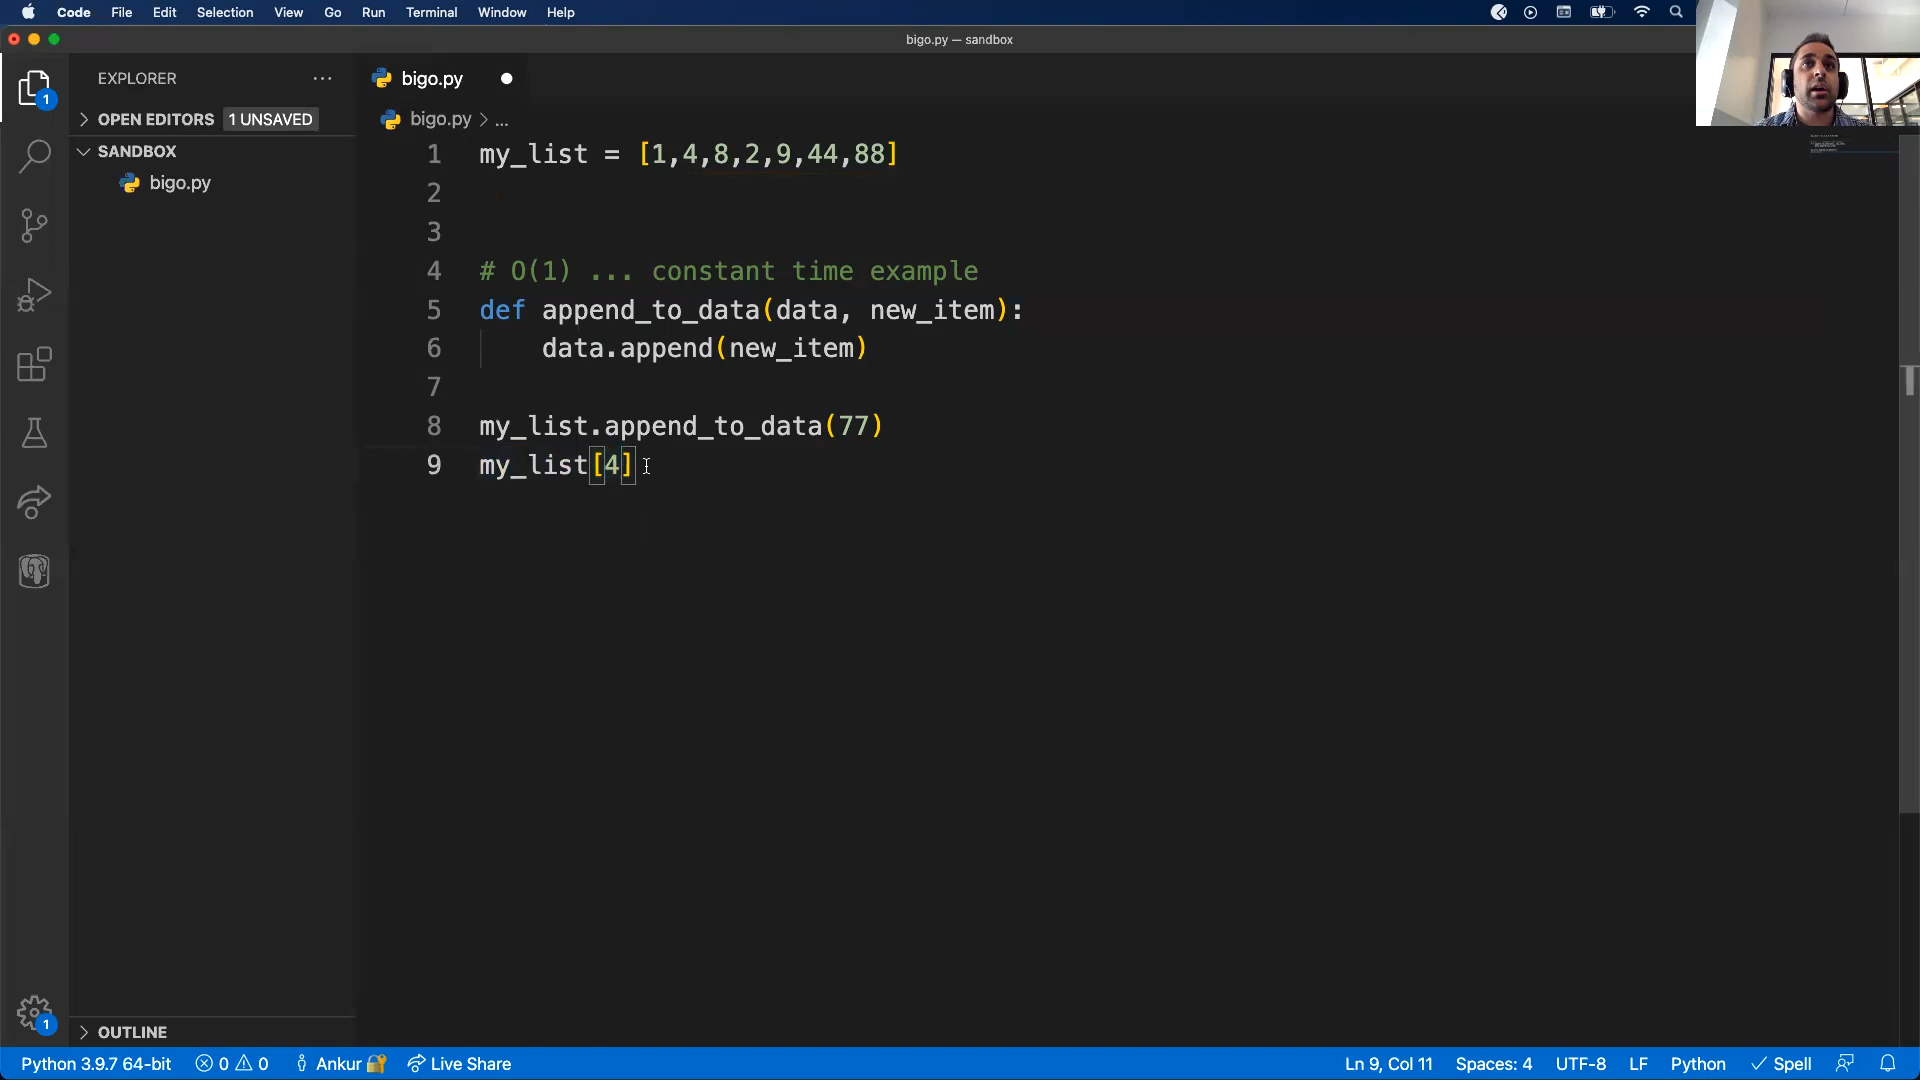 Code File Edit Selection View Go Run Terminal Window Help
bigo.py — sandbox
EXPLORER ...
bigo.py
1
OPEN EDITORS 1 UNSAVED
bigo.py > ...
SANDBOX
bigo.py
1 my_list = [1,4,8,2,9,44,88]
2
3
4 # O(1) ... constant time example
5 def append_to_data(data, new_item):
6 data.append(new_item)
7
8 my_list.append_to_data(77)
9 my_list[4]
1
OUTLINE
Python 3.9.7 64-bit 0 0 Ankur Live Share Ln 9, Col 11 Spaces: 4 UTF-8 LF Python Spell